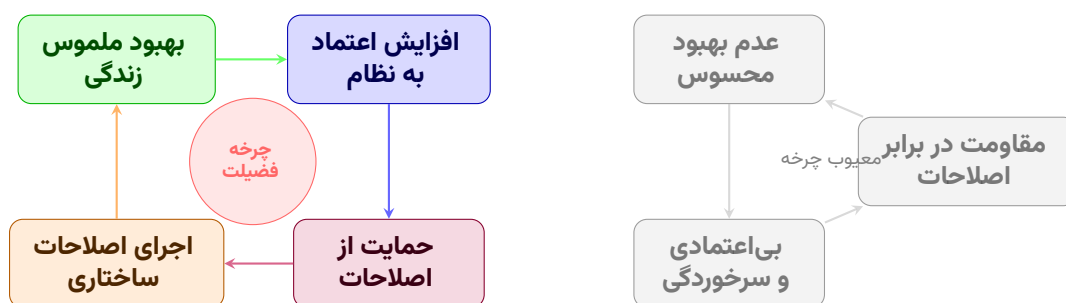 بهبود ملموس
زندگی
افزایش اعتماد
به نظام
چرخه
فضیلت
اجرای اصلاحات
ساختاری
حمایت از
اصلاحات
عدم بهبود
محسوس
مقاومت در برابر
اصلاحات
معیوب چرخه
بی‌اعتمادی
و سرخوردگی